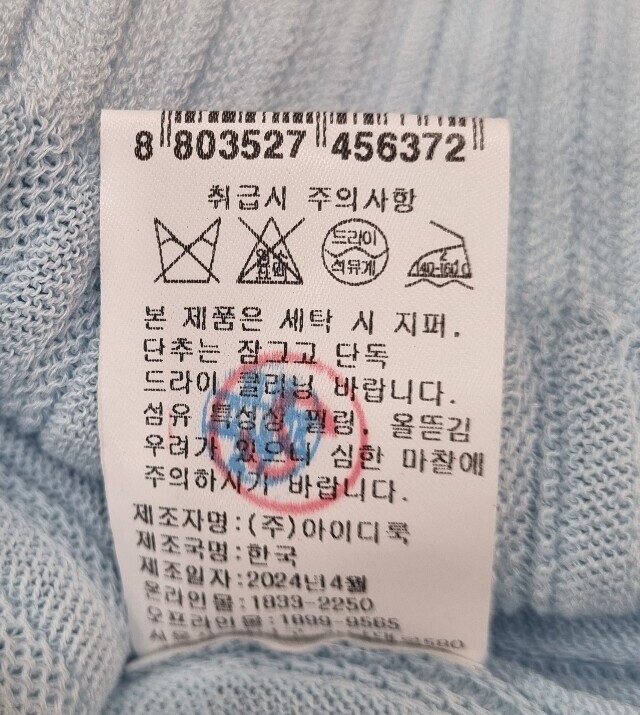 8 803527 456372
취급시 주의사항
염소
표백
드라이
석유계
2
140-160℃
본 제품은 세탁 시 지퍼.
단추는 잠그고 단독
드라이 클리닝 바랍니다.
섬유 특성상 필링. 올뜯김
우려가 있으니 심한 마찰에
주의하시기 바랍니다.
제조자명:(주)아이디룩
제조국명:한국
제조일자:2024년4월
온라인몰:1833-2250
오프라인몰:1899-9565